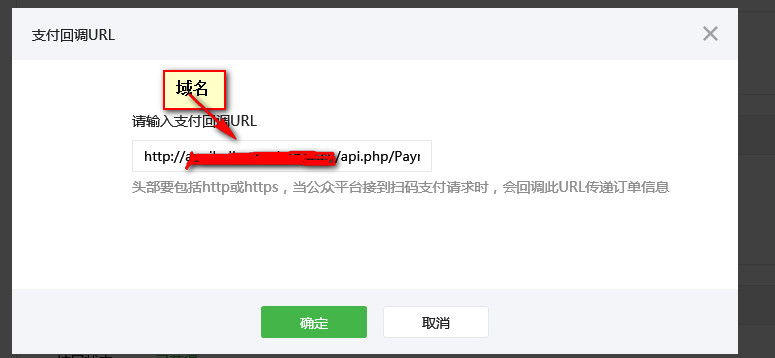 支付回调URL
域名
请输入支付回调URL
http:// /api.php/Payr
头部要包括http或https，当公众平台接到扫码支付请求时，会回调此URL传递订单信息
确定
取消